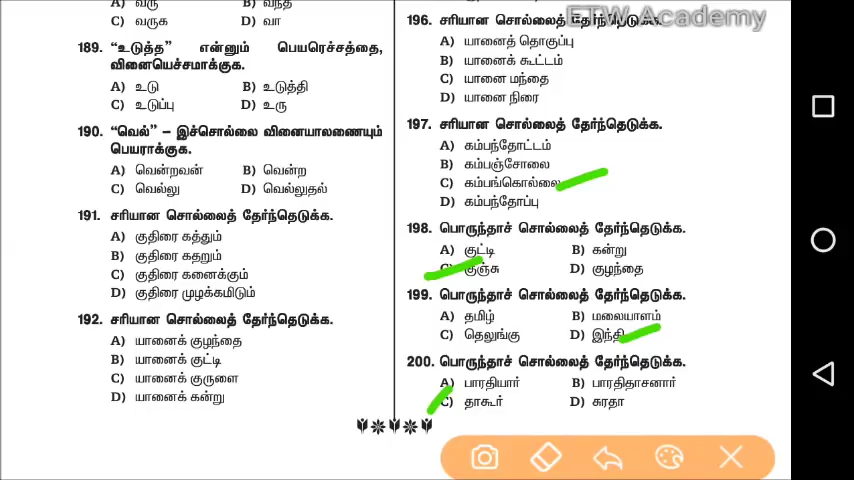 A) வரு B) வந்த
C) வருக D) வா
189. “உடுத்த” என்னும் பெயரெச்சத்தை,
வினையெச்சமாக்குக.
A) உடு B) உடுத்தி
C) உடுப்பு D) உரு
190. “வெல்” – இச்சொல்லை வினையாலணையும்
பெயராக்குக.
A) வென்றவன் B) வென்ற
C) வெல்லு D) வெல்லுதல்
191. சரியான சொல்லைத் தேர்ந்தெடுக்க.
A) குதிரை கத்தும்
B) குதிரை கதறும்
C) குதிரை கனைக்கும்
D) குதிரை முழக்கமிடும்
192. சரியான சொல்லைத் தேர்ந்தெடுக்க.
A) யானைக் குழந்தை
B) யானைக் குட்டி
C) யானைக் குருளை
D) யானைக் கன்று
ETW Academy
196. சரியான சொல்லைத் தேர்ந்தெடுக்க.
A) யானைத் தொகுப்பு
B) யானைக் கூட்டம்
C) யானை மந்தை
D) யானை நிரை
197. சரியான சொல்லைத் தேர்ந்தெடுக்க.
A) கம்பந்தோட்டம்
B) கம்பஞ்சோலை
C) கம்பங்கொல்லை
D) கம்பந்தோப்பு
198. பொருந்தாச் சொல்லைத் தேர்ந்தெடுக்க.
A) குட்டி B) கன்று
C) குஞ்சு D) குழந்தை
199. பொருந்தாச் சொல்லைத் தேர்ந்தெடுக்க.
A) தமிழ் B) மலையாளம்
C) தெலுங்கு D) இந்தி
200. பொருந்தாச் சொல்லைத் தேர்ந்தெடுக்க.
A) பாரதியார் B) பாரதிதாசனார்
C) தாகூர் D) சுரதா